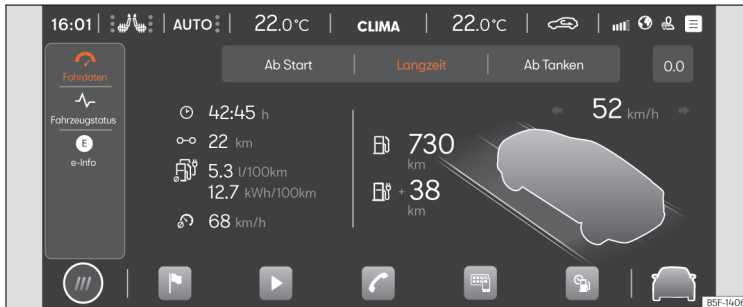 16:01 AUTO 22.0°C CLIMA 22.0°C
Ab Start Langzeit Ab Tanken 0.0
Fahrdaten
Fahrzeugstatus
E
e-Info
42:45 h
22 km
5.3 l/100km
12.7 kWh/100km
68 km/h
730
km
+38
km
52 km/h
B5F-1406